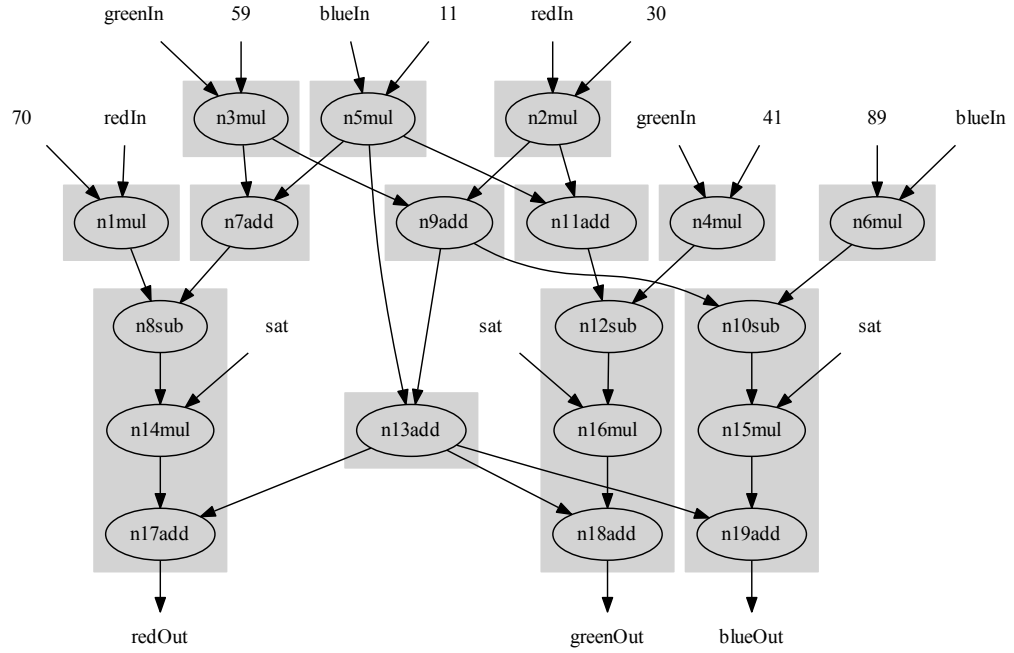 greenIn 59 blueIn 11 redIn 30
n3mul n5mul n2mul
70 redIn greenIn 41 89 blueIn
n1mul n7add n9add n11add n4mul n6mul
n8sub sat sat n12sub n10sub sat
n14mul n13add n16mul n15mul
n17add n18add n19add
redOut greenOut blueOut